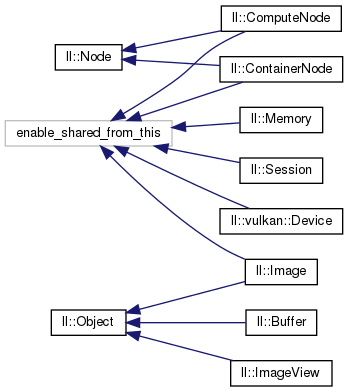 ll::ComputeNode
ll::Node
ll::ContainerNode
ll::Memory
enable_shared_from_this
ll::Session
ll::vulkan::Device
ll::Image
ll::Object
ll::Buffer
ll::ImageView